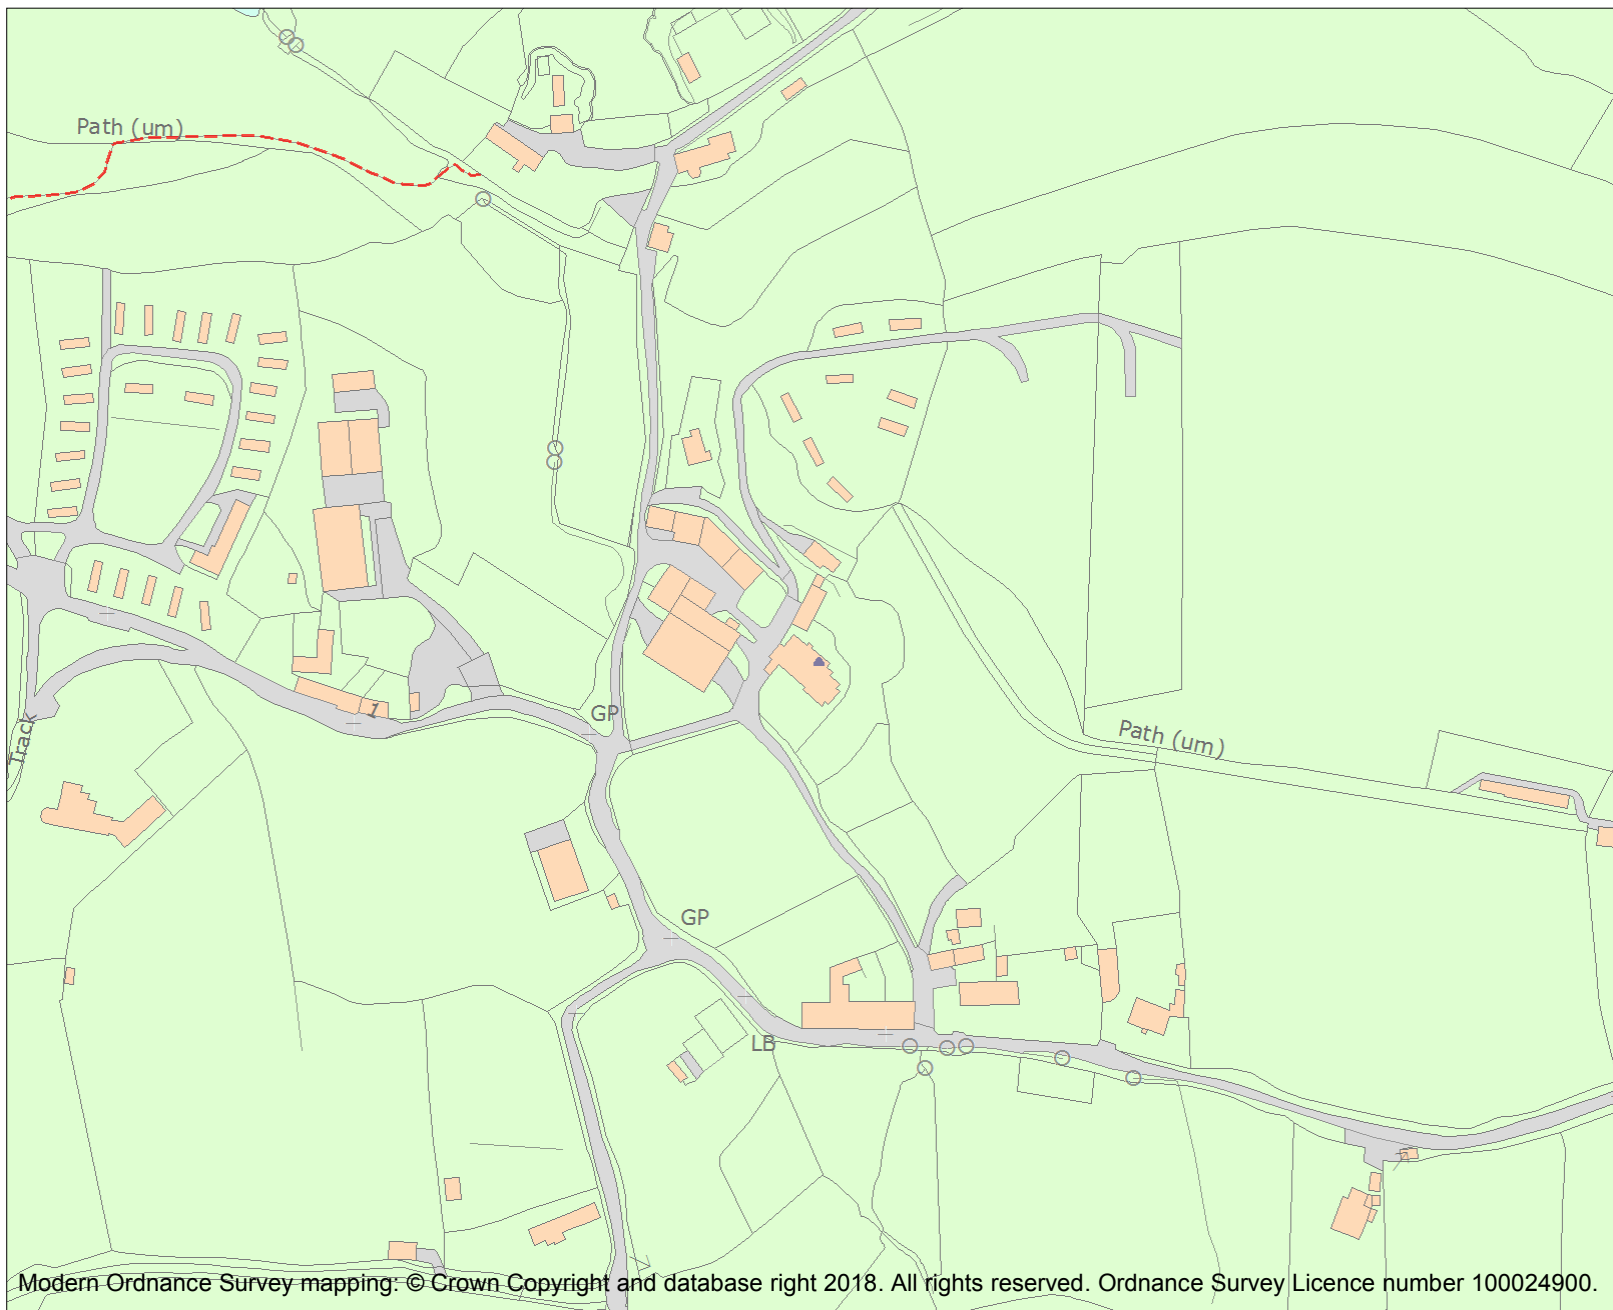 Path (um)
GP
1
Track
Path (um)
GP
LB
Modern Ordnance Survey mapping: © Crown Copyright and database right 2018. All rights reserved. Ordnance Survey Licence number 100024900.